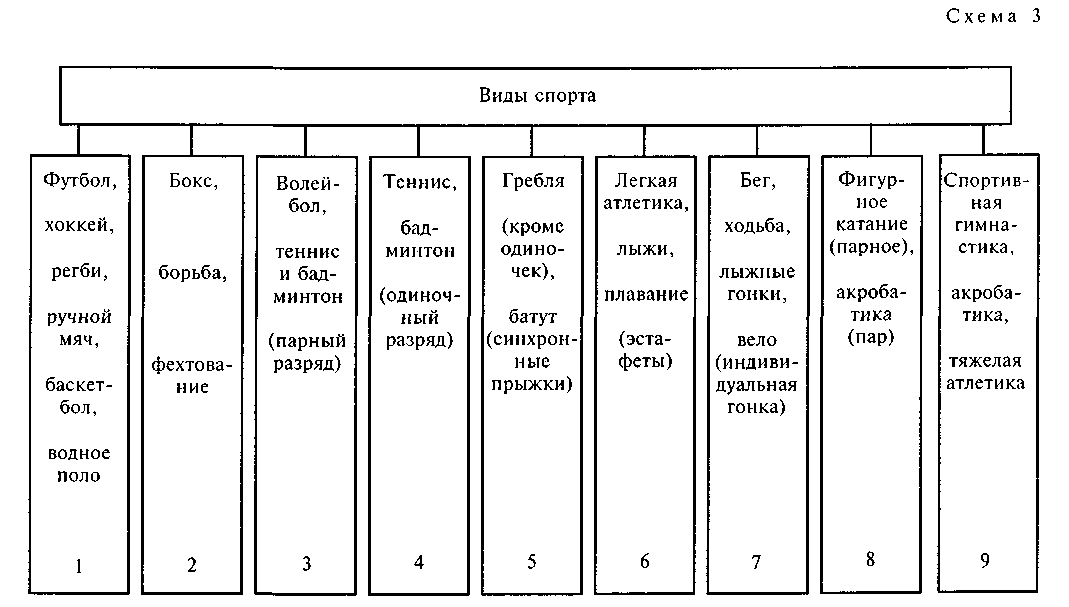 Схема 3
Виды спорта
Футбол,
хоккей,
регби,
ручной
мяч,
баскет-
бол,
водное
поло
1
Бокс,
борьба,
фехтова-
ние
2
Волей-
бол,
теннис
и бад-
минтон
(парный
разряд)
3
Теннис,
бад-
минтон
(одиноч-
ный
разряд)
4
Гребля
(кроме
одино-
чек),
батут
(синхрон-
ные
прыжки)
5
Легкая
атлетика,
лыжи,
плавание
(эста-
феты)
6
Бег,
ходьба,
лыжные
гонки,
вело
(индиви-
дуальная
гонка)
7
Фигур-
ное
катание
(парное),
акроба-
тика
(пар)
8
Спортив-
ная
гимна-
стика,
акроба-
тика,
тяжелая
атлетика
9